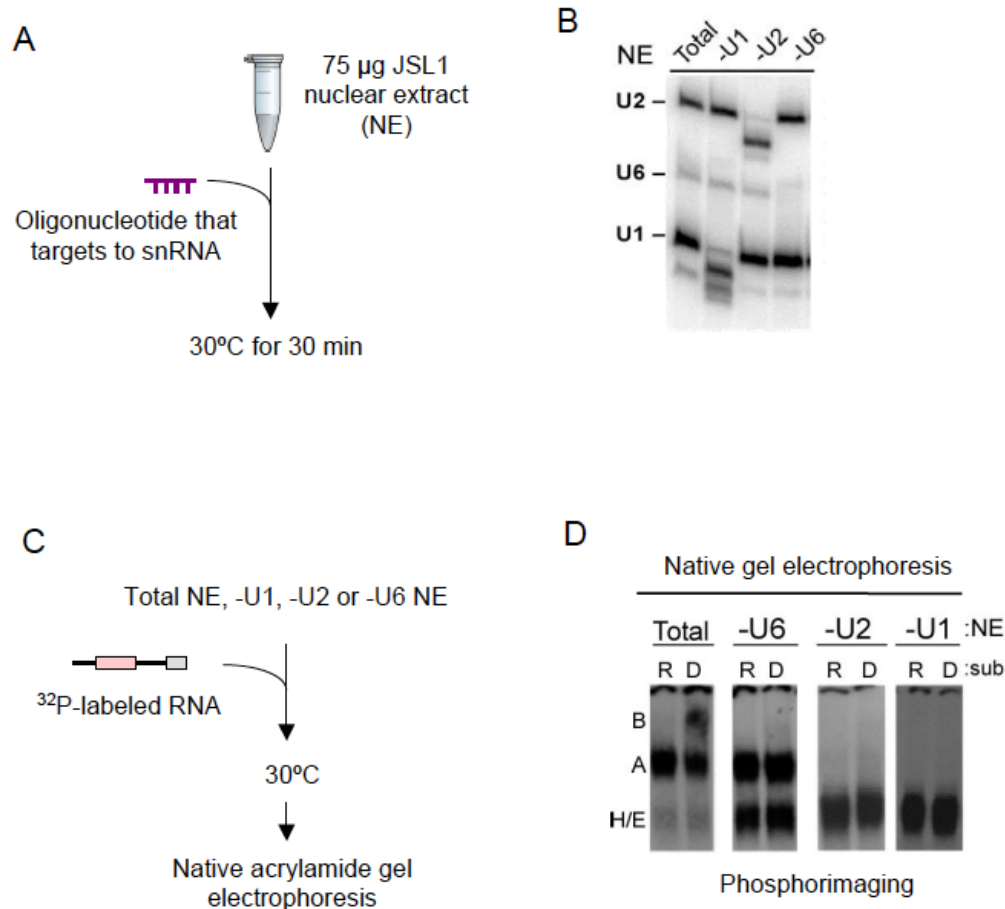 A
75 µg JSL1
nuclear extract
(NE)
Oligonucleotide that
targets to snRNA
30ºC for 30 min
B
NE Total -U1 -U2 -U6
U2
U6
U1
C
Total NE, -U1, -U2 or -U6 NE
³²P-labeled RNA
30ºC
Native acrylamide gel
electrophoresis
D
Native gel electrophoresis
Total -U6 -U2 -U1 :NE
R D R D R D R D :sub
B
A
H/E
Phosphorimaging